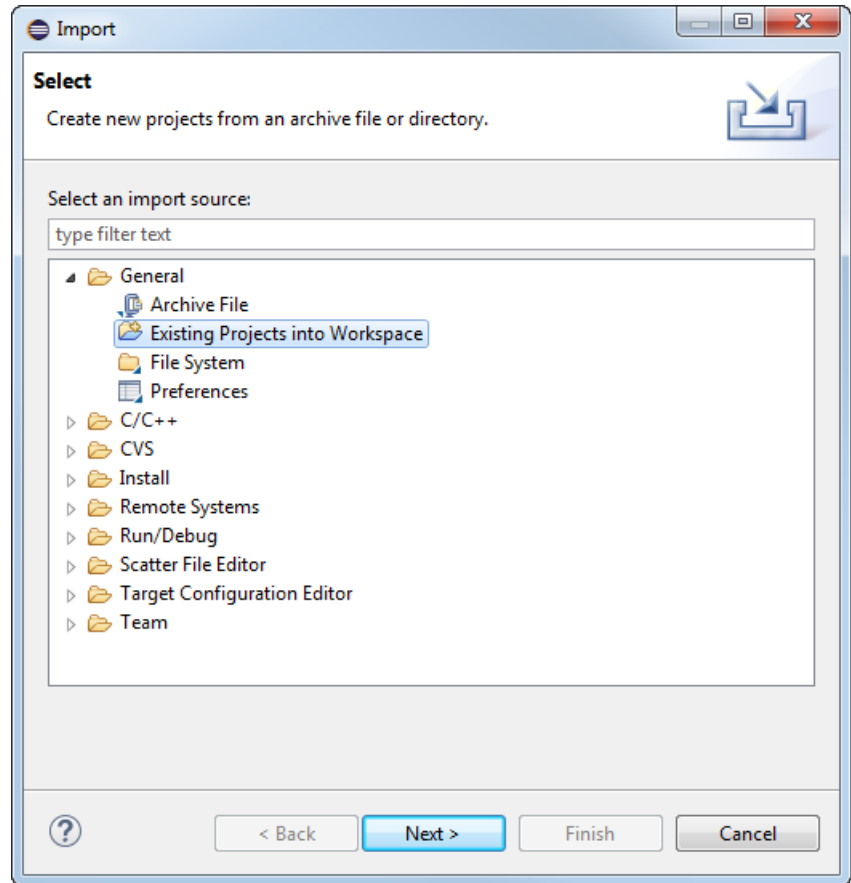 Import
Select
Create new projects from an archive file or directory.
Select an import source:
type filter text
General
Archive File
Existing Projects into Workspace
File System
Preferences
C/C++
CVS
Install
Remote Systems
Run/Debug
Scatter File Editor
Target Configuration Editor
Team
? < Back Next > Finish Cancel